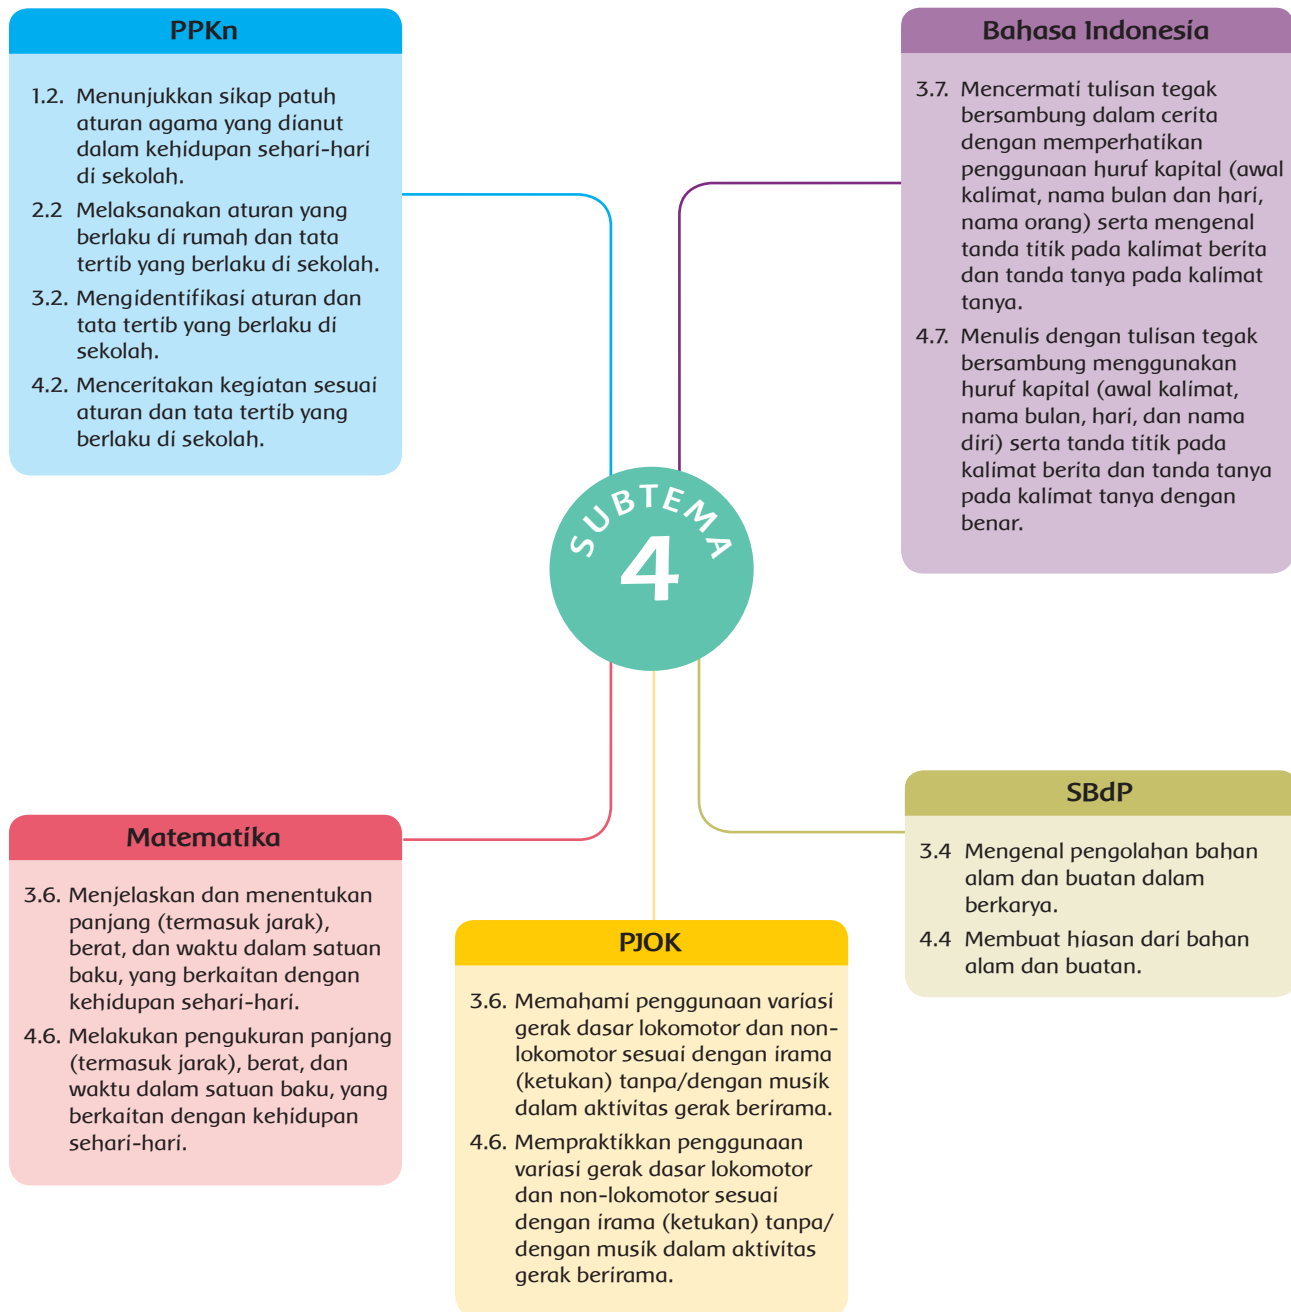 PPKn
1.2. Menunjukkan sikap patuh
aturan agama yang dianut
dalam kehidupan sehari-hari
di sekolah.
2.2 Melaksanakan aturan yang
berlaku di rumah dan tata
tertib yang berlaku di sekolah.
3.2. Mengidentifikasi aturan dan
tata tertib yang berlaku di
sekolah.
4.2. Menceritakan kegiatan sesuai
aturan dan tata tertib yang
berlaku di sekolah.
Bahasa Indonesia
3.7. Mencermati tulisan tegak
bersambung dalam cerita
dengan memperhatikan
penggunaan huruf kapital (awal
kalimat, nama bulan dan hari,
nama orang) serta mengenal
tanda titik pada kalimat berita
dan tanda tanya pada kalimat
tanya.
4.7. Menulis dengan tulisan tegak
bersambung menggunakan
huruf kapital (awal kalimat,
nama bulan, hari, dan nama
diri) serta tanda titik pada
kalimat berita dan tanda tanya
pada kalimat tanya dengan
benar.
SUBTEMA
4
Matematika
3.6. Menjelaskan dan menentukan
panjang (termasuk jarak),
berat, dan waktu dalam satuan
baku, yang berkaitan dengan
kehidupan sehari-hari.
4.6. Melakukan pengukuran panjang
(termasuk jarak), berat, dan
waktu dalam satuan baku, yang
berkaitan dengan kehidupan
sehari-hari.
PJOK
3.6. Memahami penggunaan variasi
gerak dasar lokomotor dan non-
lokomotor sesuai dengan irama
(ketukan) tanpa/dengan musik
dalam aktivitas gerak berirama.
4.6. Mempraktikkan penggunaan
variasi gerak dasar lokomotor
dan non-lokomotor sesuai
dengan irama (ketukan) tanpa/
dengan musik dalam aktivitas
gerak berirama.
SBdP
3.4 Mengenal pengolahan bahan
alam dan buatan dalam
berkarya.
4.4 Membuat hiasan dari bahan
alam dan buatan.